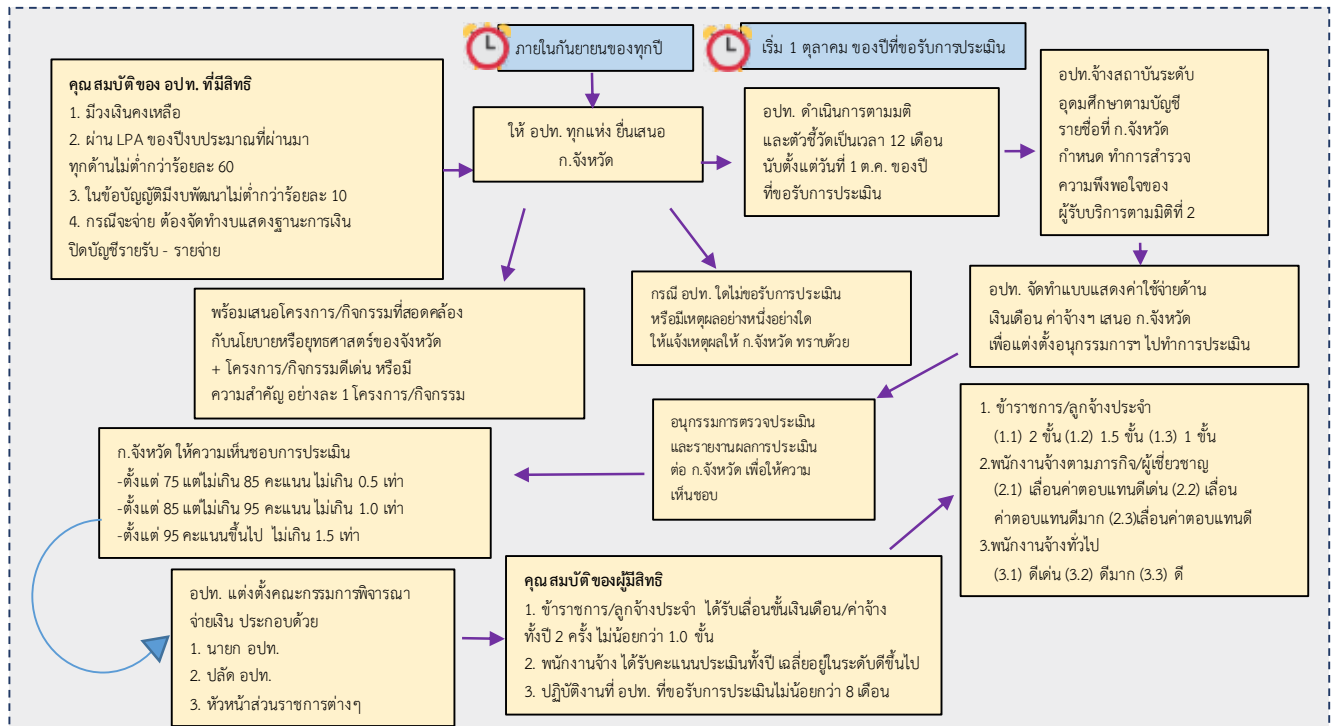 ภายในกันยายนของทุกปี
เริ่ม 1 ตุลาคม ของปีที่ขอรับการประเมิน
คุณสมบัติของ อปท. ที่มีสิทธิ
1. มีวงเงินคงเหลือ
2. ผ่าน LPA ของปีงบประมาณที่ผ่านมา
ทุกด้านไม่ต่ำกว่าร้อยละ 60
3. ในข้อบัญญัติมีงบพัฒนาไม่ต่ำกว่าร้อยละ 10
4. กรณีจะจ่าย ต้องจัดทำงบแสดงฐานะการเงิน
ปิดบัญชีรายรับ - รายจ่าย
ให้ อปท. ทุกแห่ง ยื่นเสนอ
ก.จังหวัด
อปท. ดำเนินการตามมติ
และตัวชี้วัดเป็นเวลา 12 เดือน
นับตั้งแต่วันที่ 1 ต.ค. ของปี
ที่ขอรับการประเมิน
อปท.จ้างสถาบันระดับ
อุดมศึกษาตามบัญชี
รายชื่อที่ ก.จังหวัด
กำหนด ทำการสำรวจ
ความพึงพอใจของ
ผู้รับบริการตามมิติที่ 2
พร้อมเสนอโครงการ/กิจกรรมที่สอดคล้อง
กับนโยบายหรือยุทธศาสตร์ของจังหวัด
+ โครงการ/กิจกรรมดีเด่น หรือมี
ความสำคัญ อย่างละ 1 โครงการ/กิจกรรม
กรณี อปท. ใดไม่ขอรับการประเมิน
หรือมีเหตุผลอย่างหนึ่งอย่างใด
ให้แจ้งเหตุผลให้ ก.จังหวัด ทราบด้วย
อปท. จัดทำแบบแสดงค่าใช้จ่ายด้าน
เงินเดือน ค่าจ้างฯ เสนอ ก.จังหวัด
เพื่อแต่งตั้งอนุกรรมการฯ ไปทำการประเมิน
อนุกรรมการตรวจประเมิน
และรายงานผลการประเมิน
ต่อ ก.จังหวัด เพื่อให้ความ
เห็นชอบ
ก.จังหวัด ให้ความเห็นชอบการประเมิน
-ตั้งแต่ 75 แต่ไม่เกิน 85 คะแนน ไม่เกิน 0.5 เท่า
-ตั้งแต่ 85 แต่ไม่เกิน 95 คะแนน ไม่เกิน 1.0 เท่า
-ตั้งแต่ 95 คะแนนขึ้นไป ไม่เกิน 1.5 เท่า
อปท. แต่งตั้งคณะกรรมการพิจารณา
จ่ายเงิน ประกอบด้วย
1. นายก อปท.
2. ปลัด อปท.
3. หัวหน้าส่วนราชการต่างๆ
คุณสมบัติของผู้มีสิทธิ
1. ข้าราชการ/ลูกจ้างประจำ ได้รับเลื่อนขั้นเงินเดือน/ค่าจ้าง
ทั้งปี 2 ครั้ง ไม่น้อยกว่า 1.0 ขั้น
2. พนักงานจ้าง ได้รับคะแนนประเมินทั้งปี เฉลี่ยอยู่ในระดับดีขึ้นไป
3. ปฏิบัติงานที่ อปท. ที่ขอรับการประเมินไม่น้อยกว่า 8 เดือน
1. ข้าราชการ/ลูกจ้างประจำ
(1.1) 2 ขั้น (1.2) 1.5 ขั้น (1.3) 1 ขั้น
2.พนักงานจ้างตามภารกิจ/ผู้เชี่ยวชาญ
(2.1) เลื่อนค่าตอบแทนดีเด่น (2.2) เลื่อน
ค่าตอบแทนดีมาก (2.3)เลื่อนค่าตอบแทนดี
3.พนักงานจ้างทั่วไป
(3.1) ดีเด่น (3.2) ดีมาก (3.3) ดี